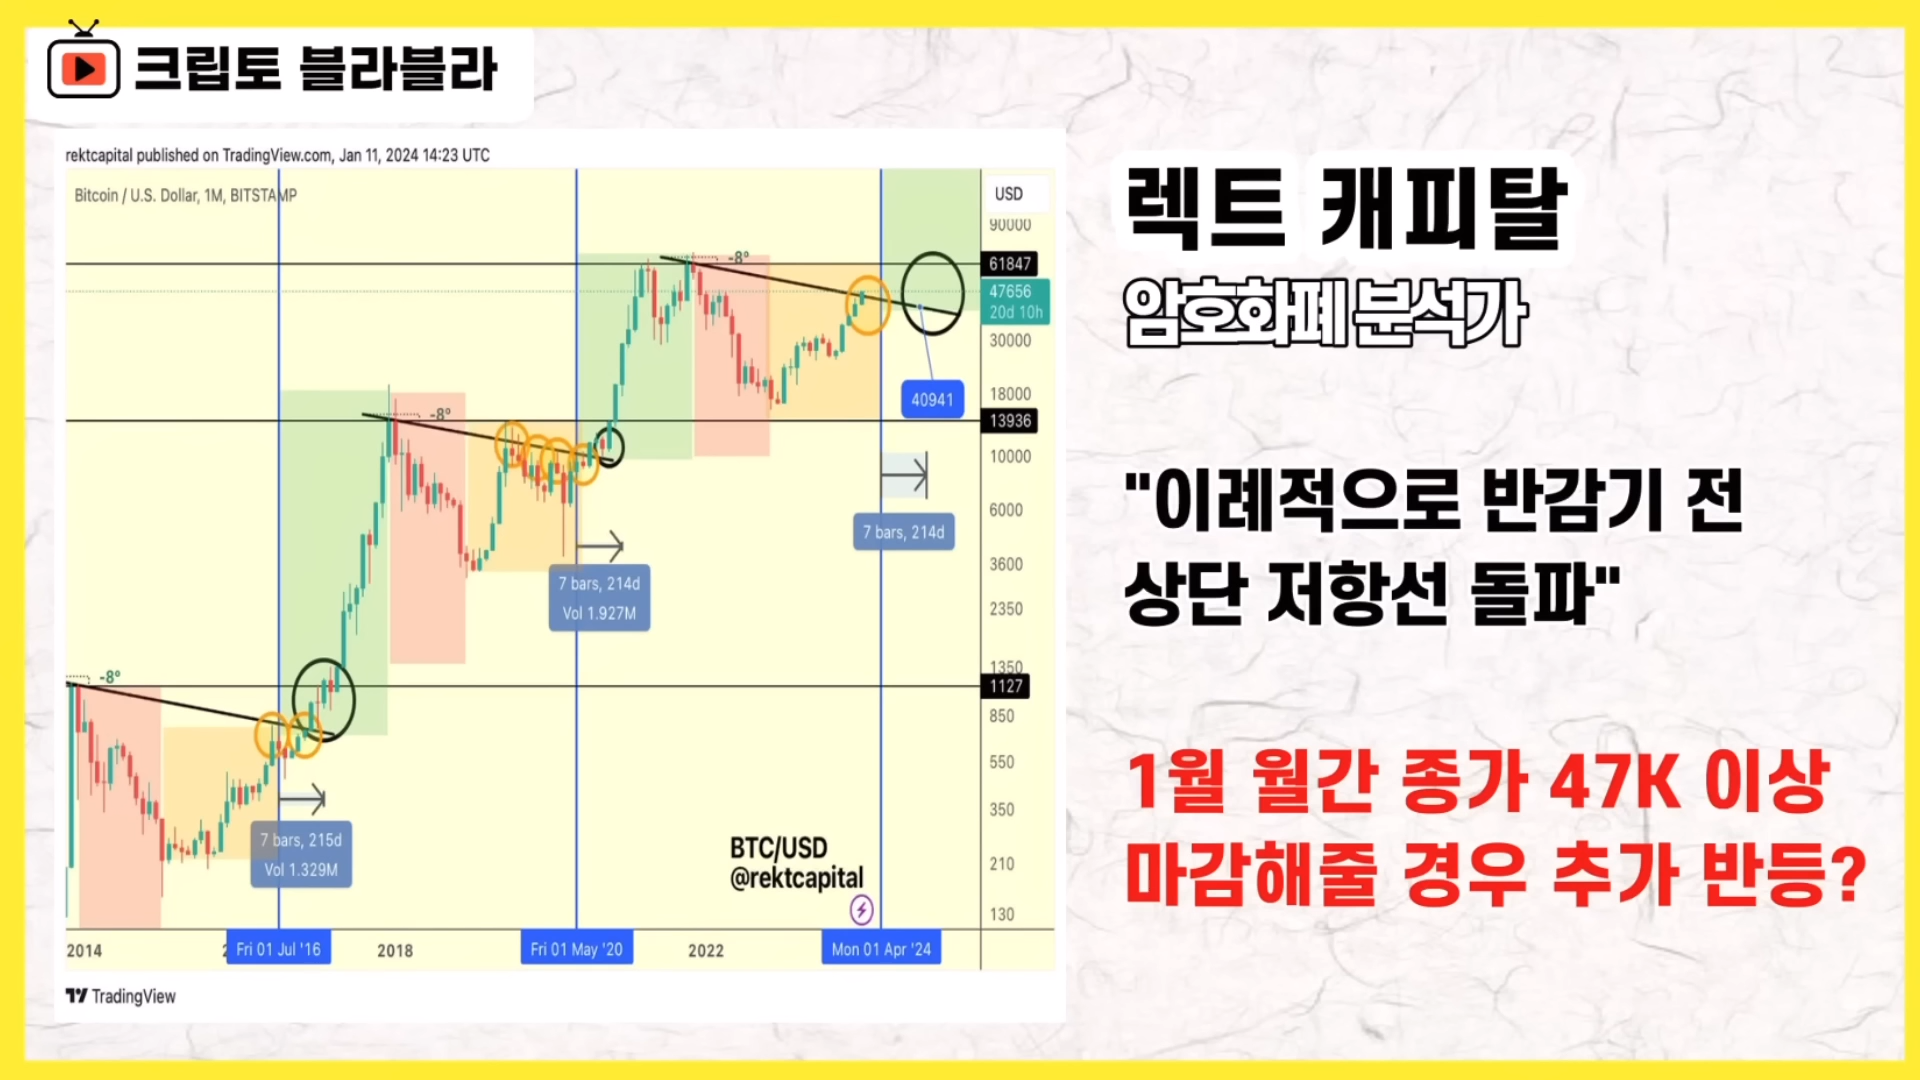 크립토 블라블라
rektcapital published on TradingView.com, Jan 11, 2024 14:23 UTC
Bitcoin / U.S. Dollar, 1M, BITSTAMP
USD
90000
61847
47656
20d 10h
30000
18000
13936
10000
6000
3600
2350
1350
1127
850
550
350
210
130
-8°
-8°
-8°
40941
7 bars, 214d
7 bars, 214d
Vol 1.927M
7 bars, 215d
Vol 1.329M
BTC/USD
@rektcapital
2014
Fri 01 Jul '16
2018
Fri 01 May '20
2022
Mon 01 Apr '24
TradingView
렉트 캐피탈
암호화폐 분석가
"이례적으로 반감기 전
상단 저항선 돌파"
1월 월간 종가 47K 이상
마감해줄 경우 추가 반등?